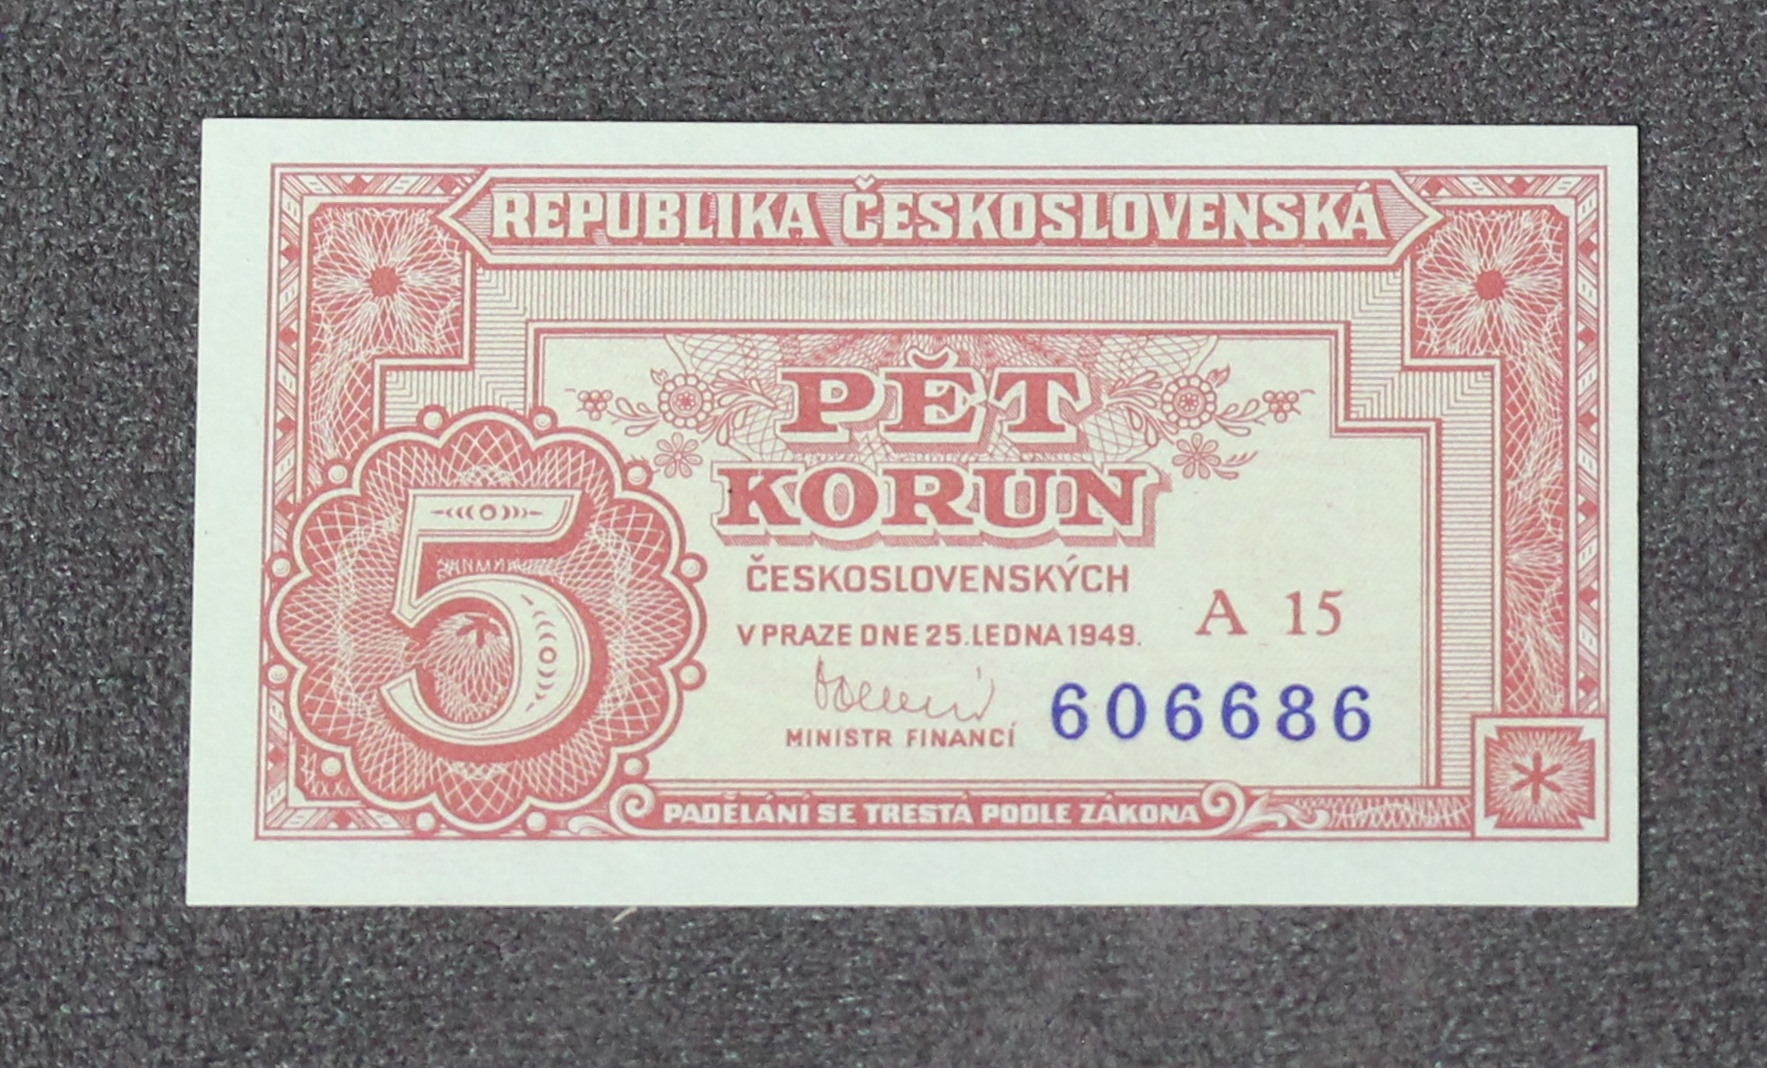 REPUBLIKA ČESKOSLOVENSKÁ
PĚT
KORUN
5
ČESKOSLOVENSKÝCH
A 15
V PRAZE DNE 25. LEDNA 1949.
606686
MINISTR FINANCÍ
PADĚLÁNÍ SE TRESTÁ PODLE ZÁKONA